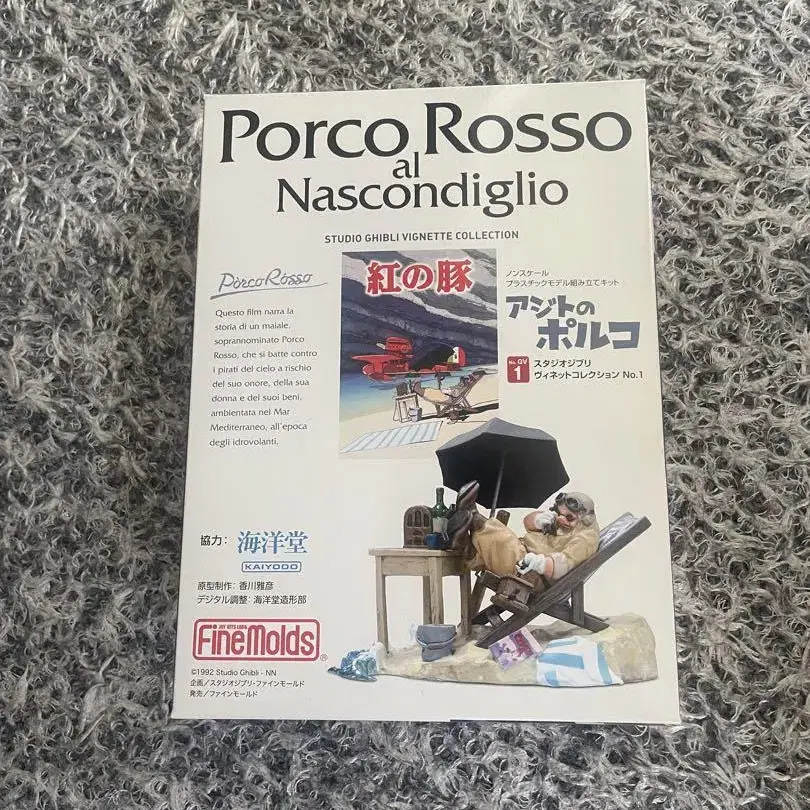 Porco Rosso
al
Nascondiglio
STUDIO GHIBLI VIGNETTE COLLECTION
Porco Rosso
Questo film narra la
storia di un maiale,
soprannominato Porco
Rosso, che si batte contro
i pirati del cielo a rischio
del suo onore, della sua
donna e dei suoi beni,
ambientata nel Mar
Mediterraneo, all'epoca
degli idrovolanti.
紅の豚
ノンスケール
プラスチックモデル組み立てキット
アジトの
ポルコ
No. GV
1
スタジオジブリ
ヴィネットコレクション No.1
協力: 海洋堂
KAIYODO
原型制作: 香川雅彦
デジタル調整: 海洋堂造形部
FineMolds®
©1992 Studio Ghibli - NN
企画/スタジオジブリ・ファインモールド
発売/ファインモールド